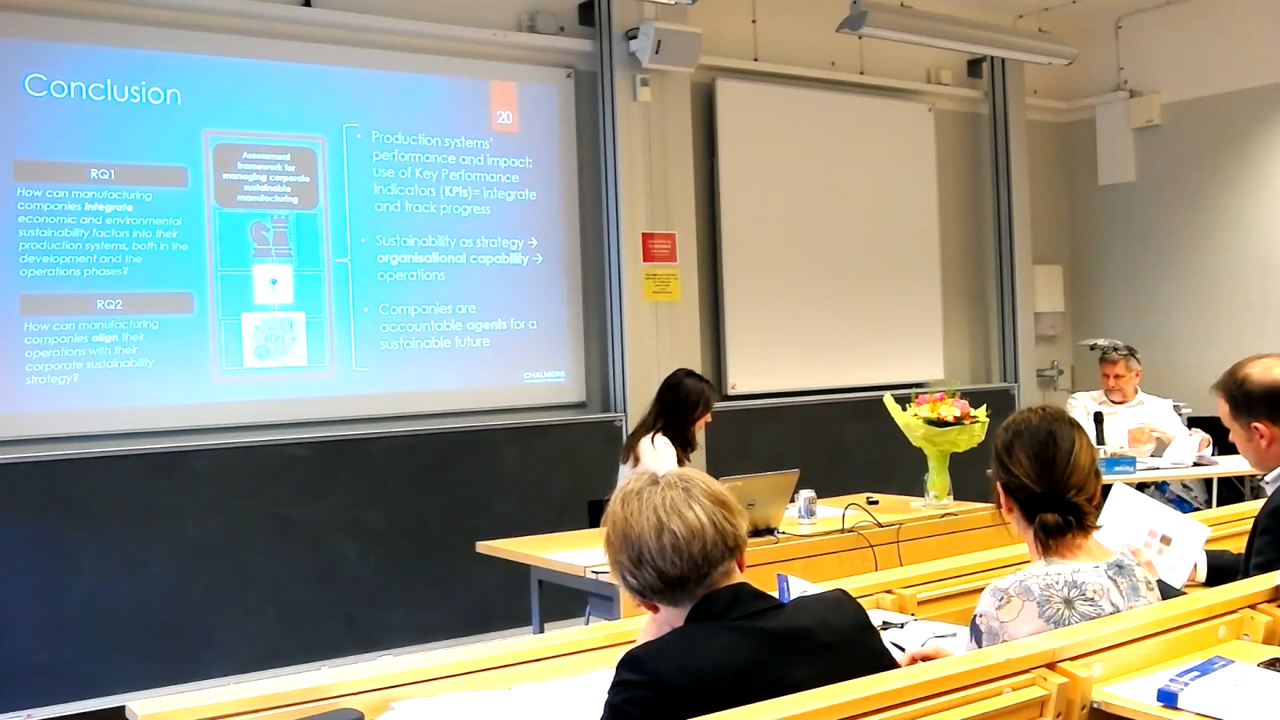 Conclusion
20
RQ1
How can manufacturing
companies integrate
economic and environmental
sustainability factors into their
production systems, both in the
development and the
operations phases?
RQ2
How can manufacturing
companies align their
operations with their
corporate sustainability
strategy?
Assessment
framework for
managing corporate
sustainable
manufacturing
KPI
• Production systems'
performance and impact:
use of Key Performance
Indicators (KPIs)= integrate
and track progress
• Sustainability as strategy →
organisational capability →
operations
• Companies are
accountable agents for a
sustainable future
CHALMERS